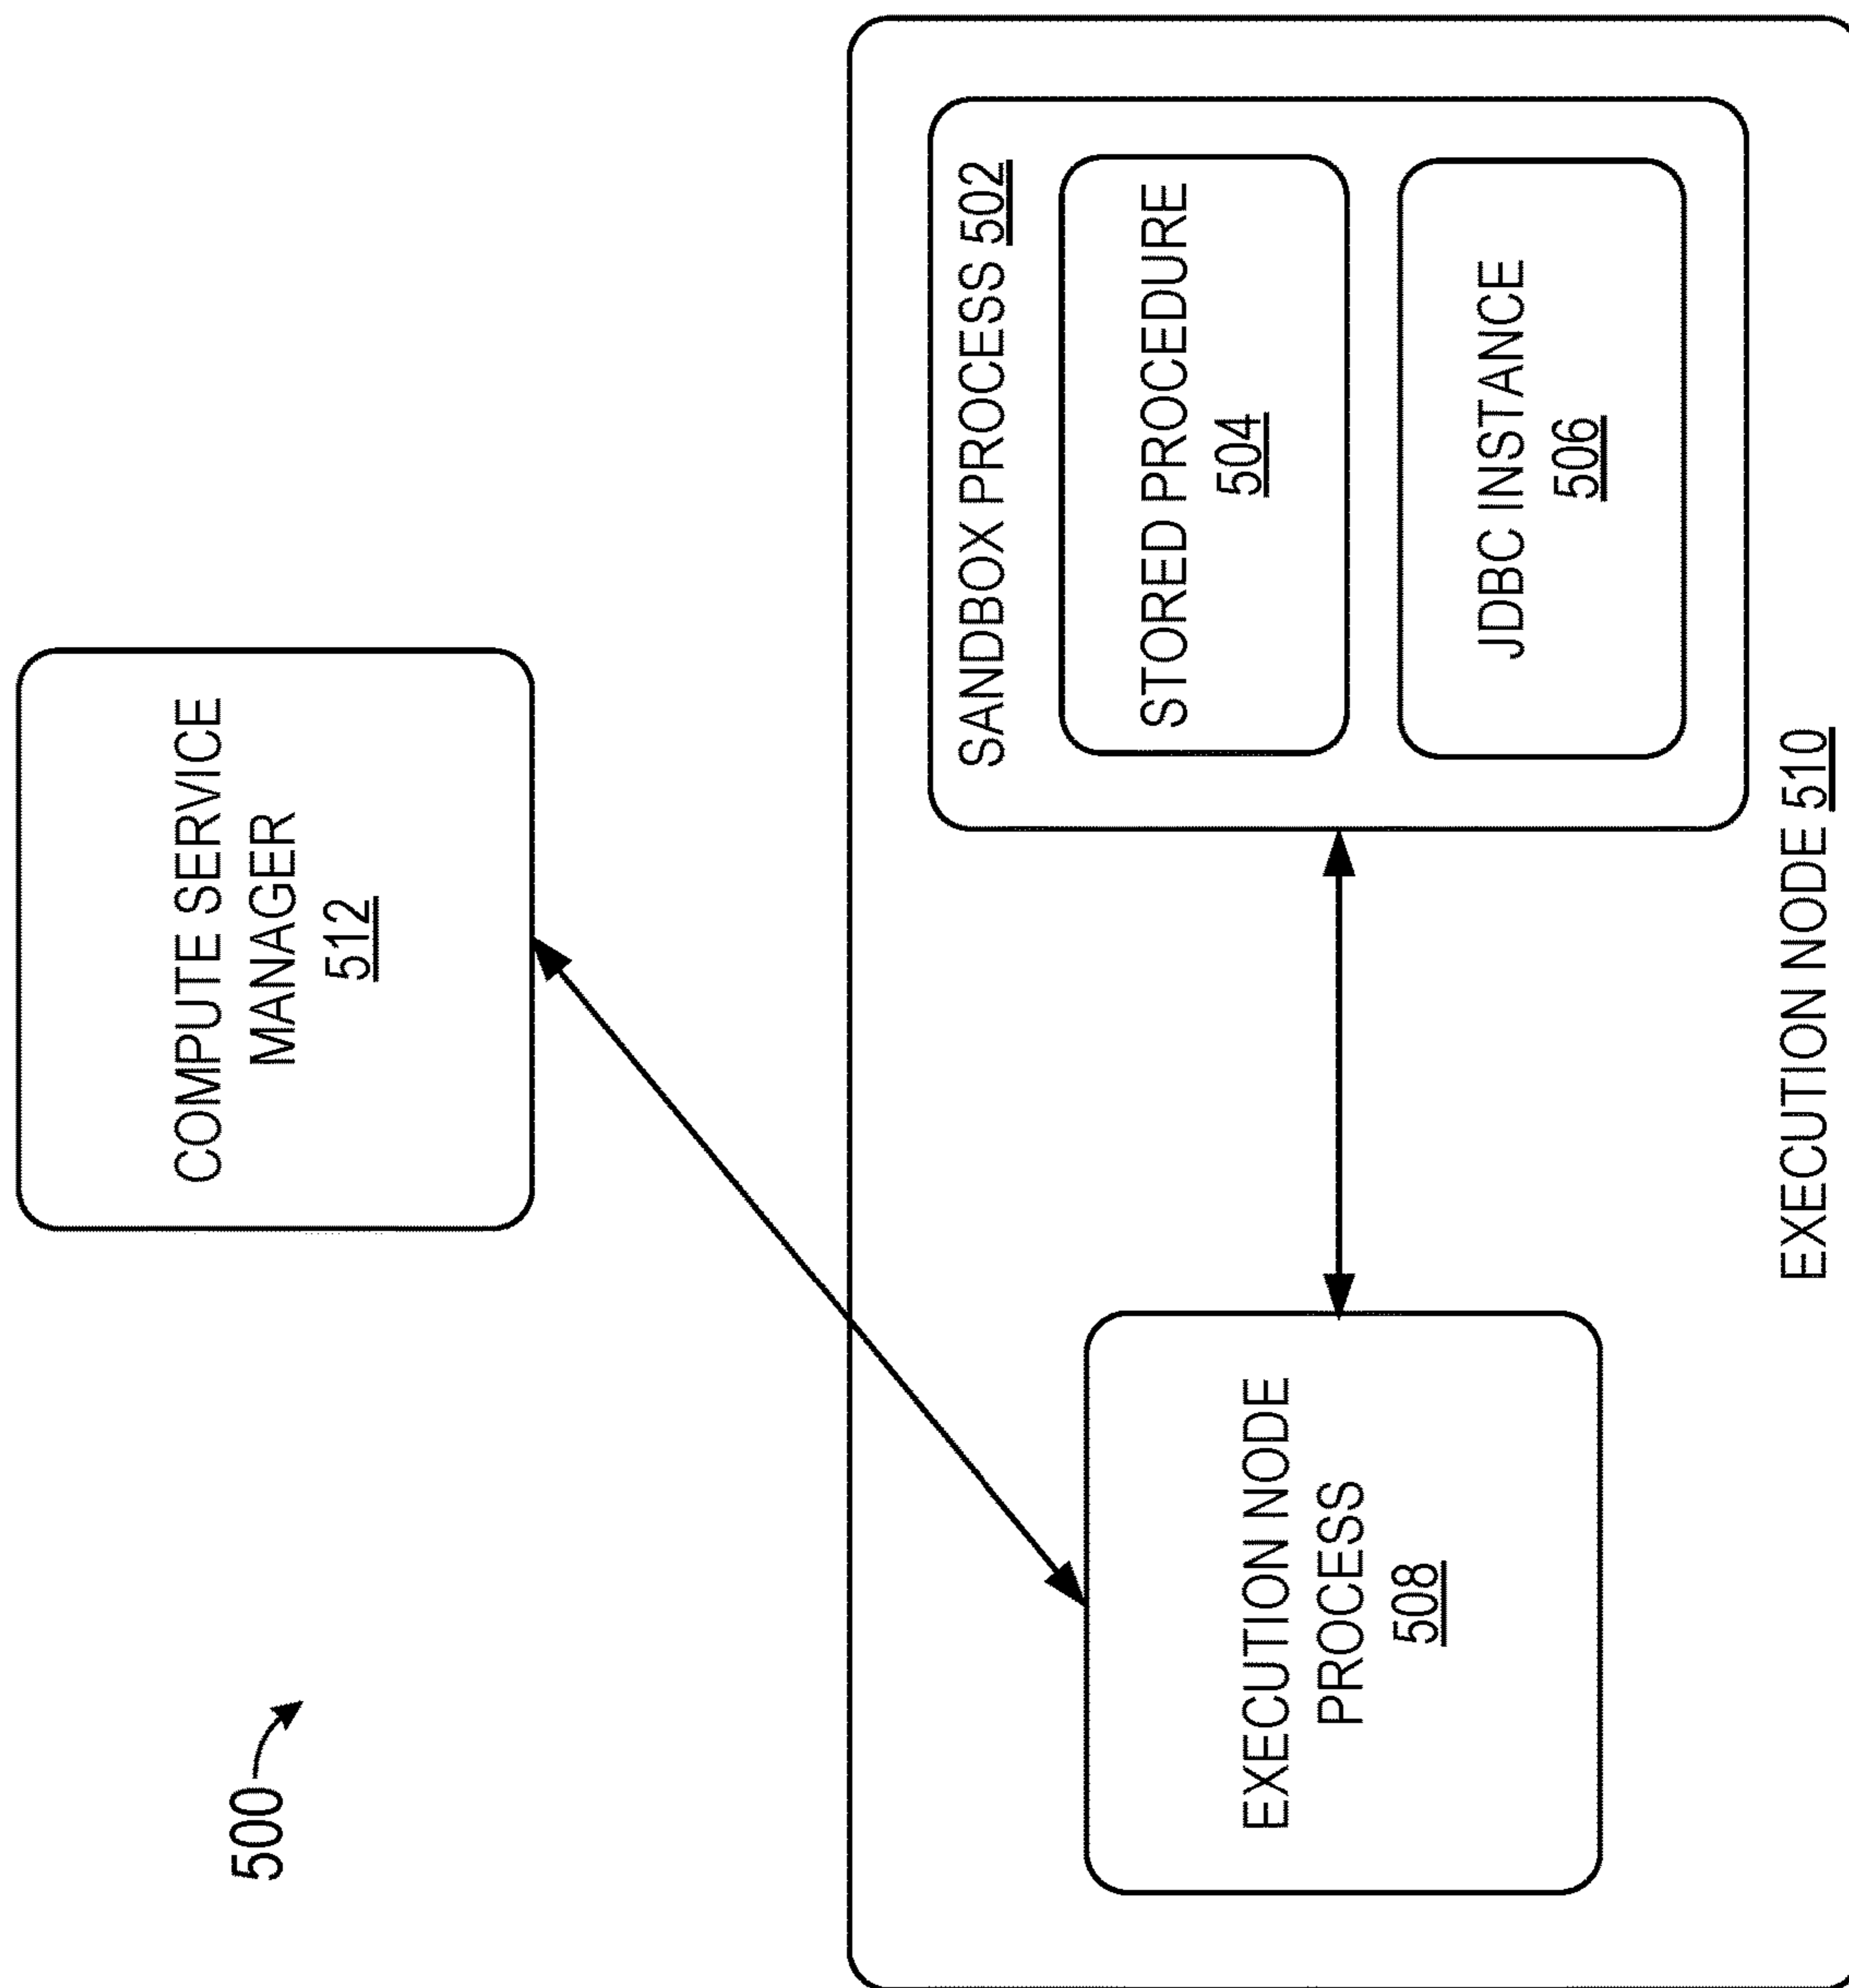 500
COMPUTE SERVICE
MANAGER
512
SANDBOX PROCESS 502
STORED PROCEDURE
504
JDBC INSTANCE
506
EXECUTION NODE
PROCESS
508
EXECUTION NODE 510